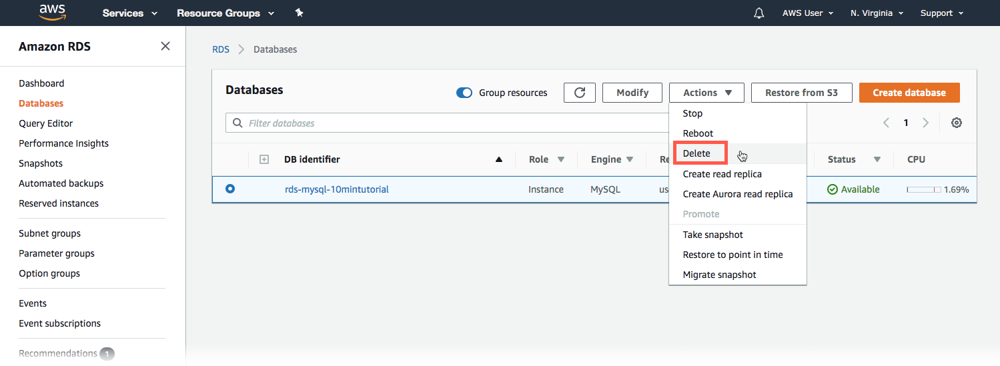 aws Services Resource Groups AWS User N. Virginia Support
Amazon RDS
Dashboard
Databases
Query Editor
Performance Insights
Snapshots
Automated backups
Reserved instances
Subnet groups
Parameter groups
Option groups
Events
Event subscriptions
Recommendations 1
RDS Databases
Databases Group resources Modify Actions Restore from S3 Create database
Filter databases 1
DB identifier Role Engine Re Status CPU
rds-mysql-10mintutorial Instance MySQL us Available 1.69%
Stop
Reboot
Delete
Create read replica
Create Aurora read replica
Promote
Take snapshot
Restore to point in time
Migrate snapshot